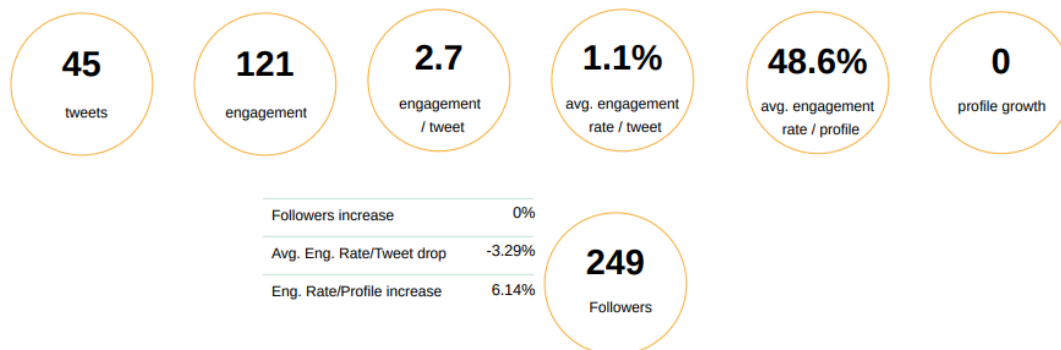 45
tweets
121
engagement
2.7
engagement
/ tweet
1.1%
avg. engagement
rate / tweet
48.6%
avg. engagement
rate / profile
0
profile growth
Followers increase 0%
Avg. Eng. Rate/Tweet drop -3.29%
Eng. Rate/Profile increase 6.14%
249
Followers